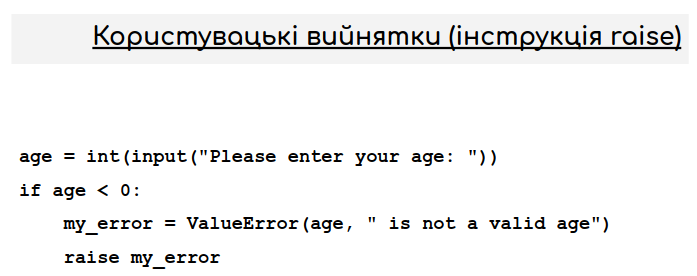 Користувацькі вийнятки (інструкція raise)
age = int(input("Please enter your age: "))
if age < 0:
    my_error = ValueError(age, " is not a valid age")
    raise my_error